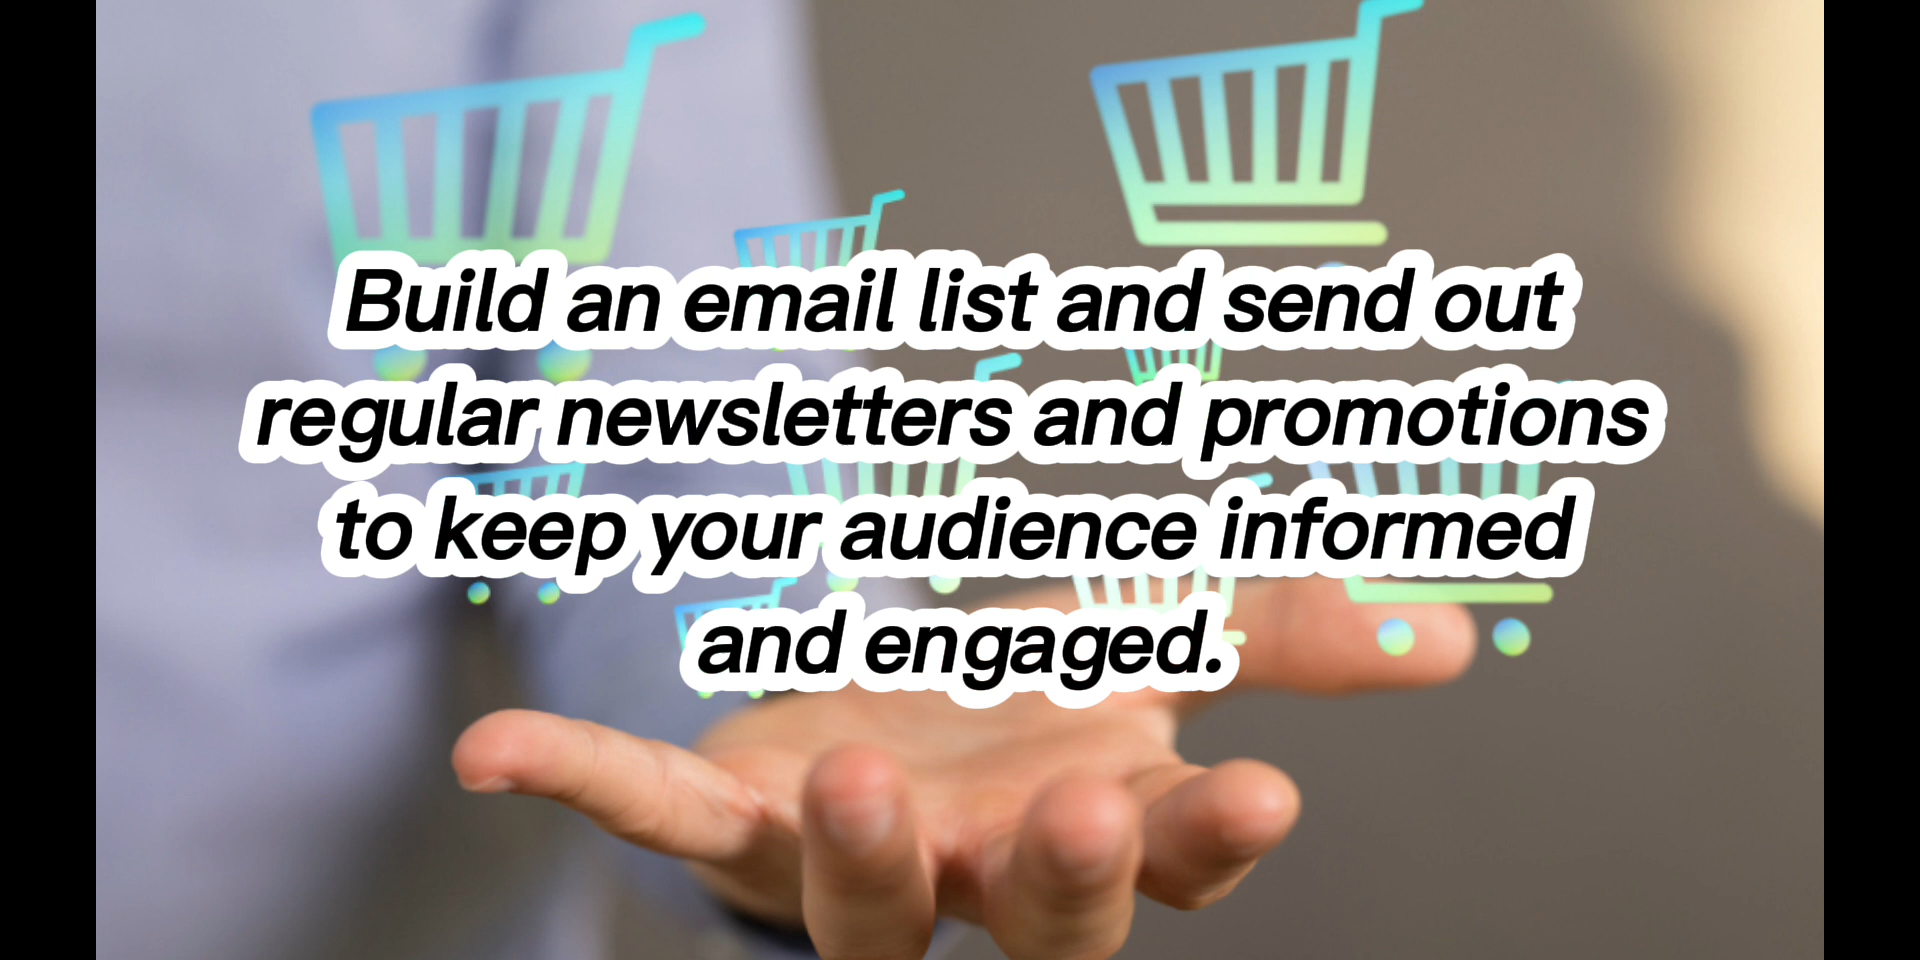 Build an email list and send out
regular newsletters and promotions
to keep your audience informed
and engaged.